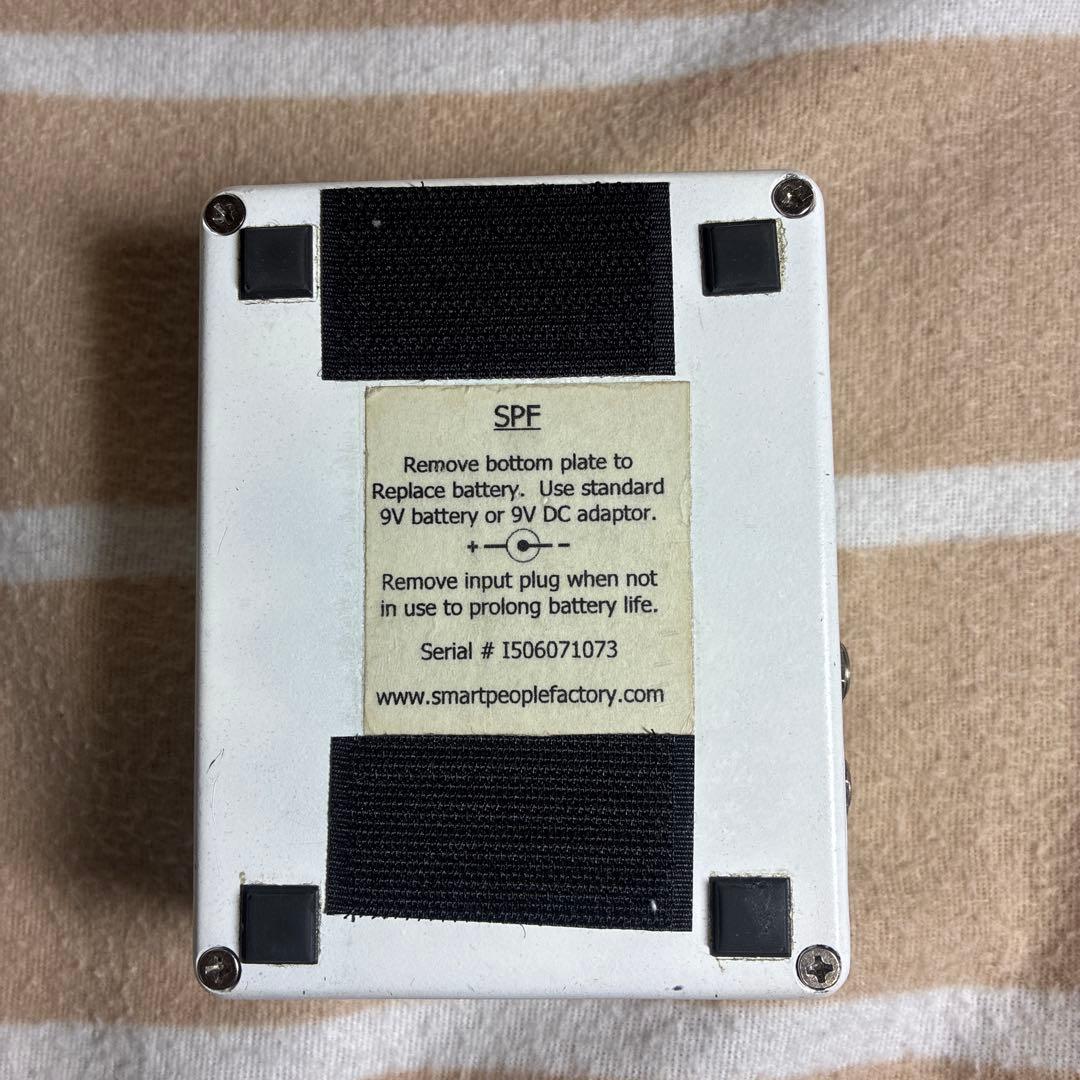 SPF
Remove bottom plate to
Replace battery. Use standard
9V battery or 9V DC adaptor.
+ -
Remove input plug when not
in use to prolong battery life.
Serial # I506071073
www.smartpeoplefactory.com